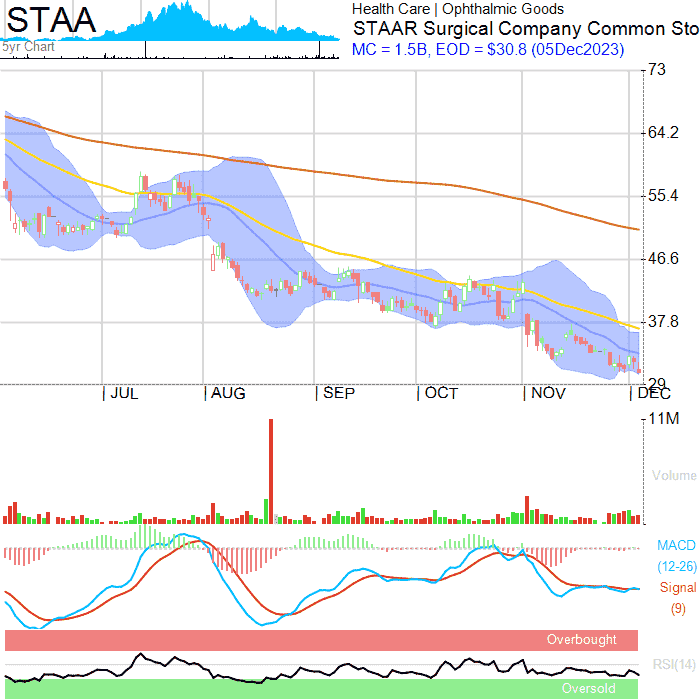 STAA
5yr Chart
Health Care | Ophthalmic Goods
STAAR Surgical Company Common Sto
MC = 1.5B, EOD = $30.8 (05Dec2023)
73
64.2
55.4
46.6
37.8
29
JUL
AUG
SEP
OCT
NOV
DEC
11M
Volume
MACD
(12-26)
Signal
(9)
Overbought
RSI(14)
Oversold